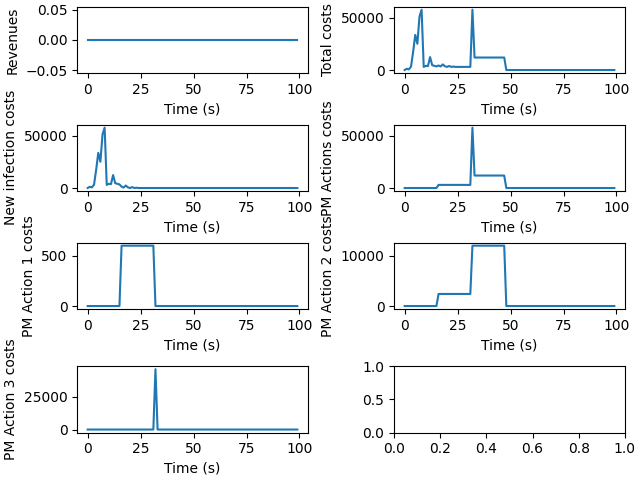 Revenues
0.05
0.00
−0.05
0 25 50 75 100
Time (s)
Total costs
50000
0
0 25 50 75 100
Time (s)
New infection costs
50000
0
0 25 50 75 100
Time (s)
PM Actions costs
50000
0
0 25 50 75 100
Time (s)
PM Action 1 costs
500
0
0 25 50 75 100
Time (s)
PM Action 2 costs
10000
0
0 25 50 75 100
Time (s)
PM Action 3 costs
25000
0
0 25 50 75 100
Time (s)
1.0
0.5
0.0
0.0 0.2 0.4 0.6 0.8 1.0